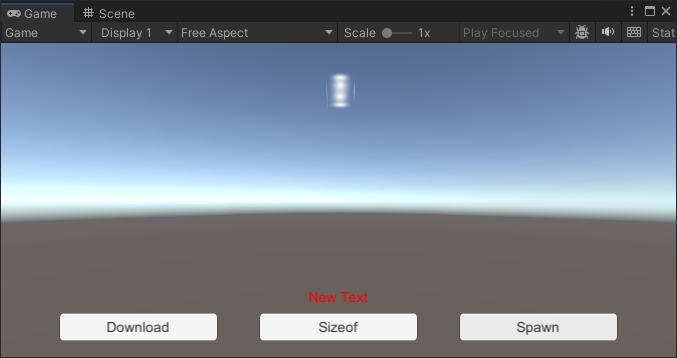 Game
Scene
Game
Display 1
Free Aspect
Scale
1x
Play Focused
Stat
New Text
Download
Sizeof
Spawn